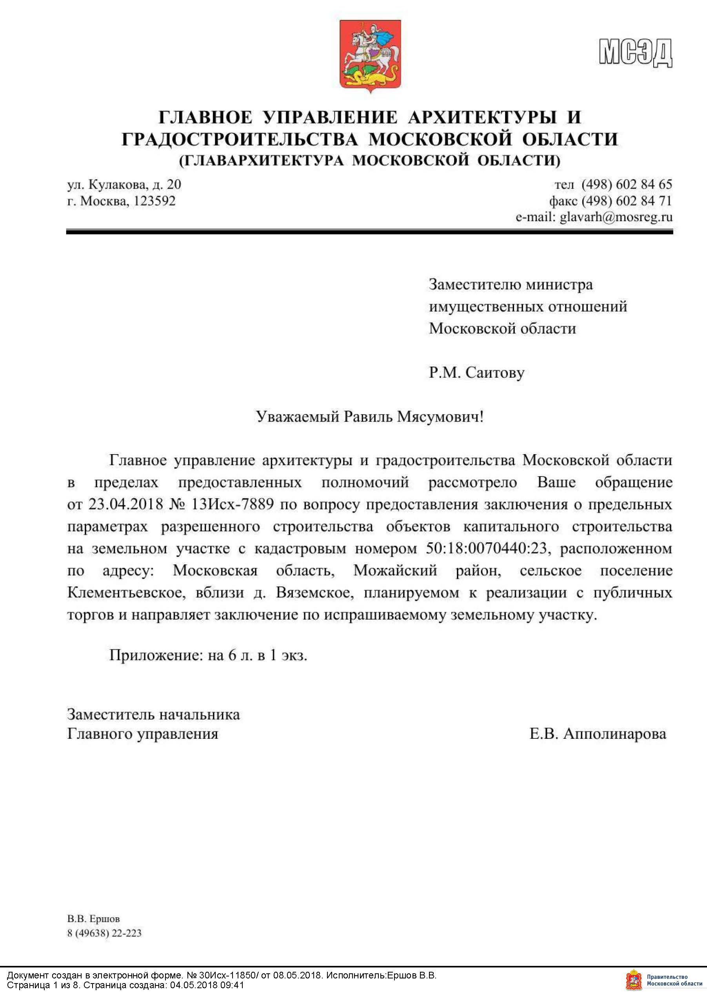 МСЭД
ГЛАВНОЕ УПРАВЛЕНИЕ АРХИТЕКТУРЫ И
ГРАДОСТРОИТЕЛЬСТВА МОСКОВСКОЙ ОБЛАСТИ
(ГЛАВАРХИТЕКТУРА МОСКОВСКОЙ ОБЛАСТИ)
ул. Кулакова, д. 20
г. Москва, 123592
тел (498) 602 84 65
факс (498) 602 84 71
e-mail: glavarh@mosreg.ru
Заместителю министра
имущественных отношений
Московской области
Р.М. Саитову
Уважаемый Равиль Мясумович!
Главное управление архитектуры и градостроительства Московской области
в пределах предоставленных полномочий рассмотрело Ваше обращение
от 23.04.2018 № 13Исх-7889 по вопросу предоставления заключения о предельных
параметрах разрешенного строительства объектов капитального строительства
на земельном участке с кадастровым номером 50:18:0070440:23, расположенном
по адресу: Московская область, Можайский район, сельское поселение
Клементьевское, вблизи д. Вяземское, планируемом к реализации с публичных
торгов и направляет заключение по испрашиваемому земельному участку.
Приложение: на 6 л. в 1 экз.
Заместитель начальника
Главного управления
Е.В. Апполинарова
В.В. Ершов
8 (49638) 22-223
Документ создан в электронной форме. № 30Исх-11850/ от 08.05.2018. Исполнитель:Ершов В.В.
Страница 1 из 8. Страница создана: 04.05.2018 09:41
Правительство
Московской области